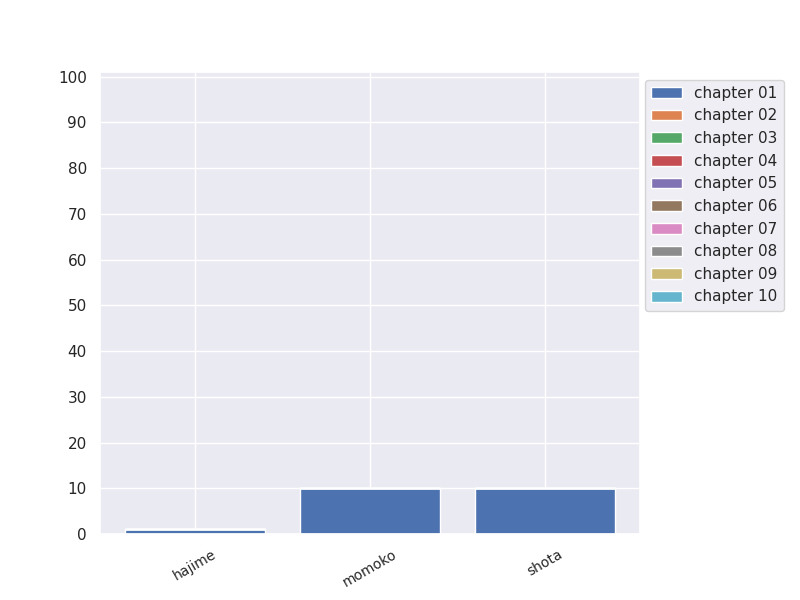 100
90
80
70
60
50
40
30
20
10
0
hajime
momoko
shota
chapter 01
chapter 02
chapter 03
chapter 04
chapter 05
chapter 06
chapter 07
chapter 08
chapter 09
chapter 10